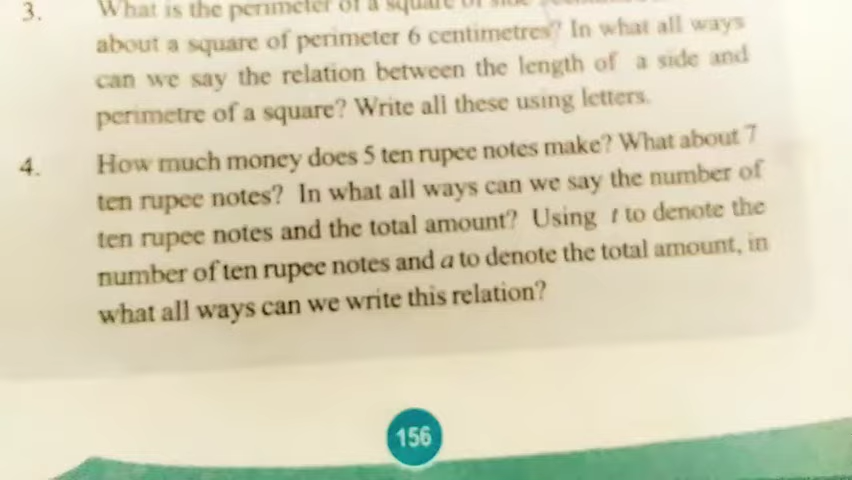 3. What is the perimeter of a square of side
about a square of perimeter 6 centimetres? In what all ways
can we say the relation between the length of a side and
perimetre of a square? Write all these using letters.
4. How much money does 5 ten rupee notes make? What about 7
ten rupee notes? In what all ways can we say the number of
ten rupee notes and the total amount? Using t to denote the
number of ten rupee notes and a to denote the total amount, in
what all ways can we write this relation?
156